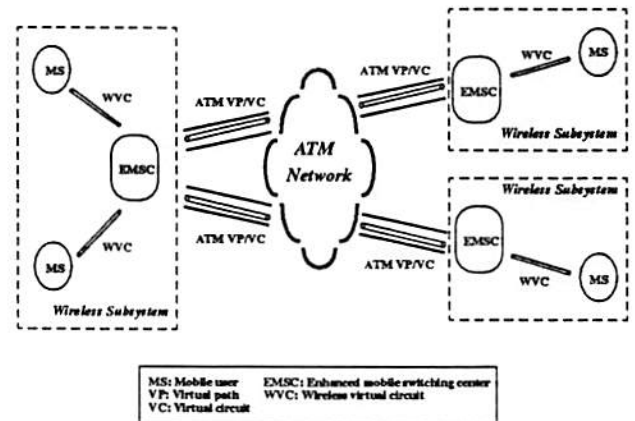 MS
WVC
EMSC
WVC
MS
Wireless Subsystem
ATM VP/VC
ATM VP/VC
ATM
Network
ATM VP/VC
ATM VP/VC
EMSC
WVC
MS
Wireless Subsystem
Wireless Subsystem
EMSC
WVC
MS
MS: Mobile user
VP: Virtual path
VC: Virtual circuit
EMSC: Enhanced mobile switching center
WVC: Wireless virtual circuit